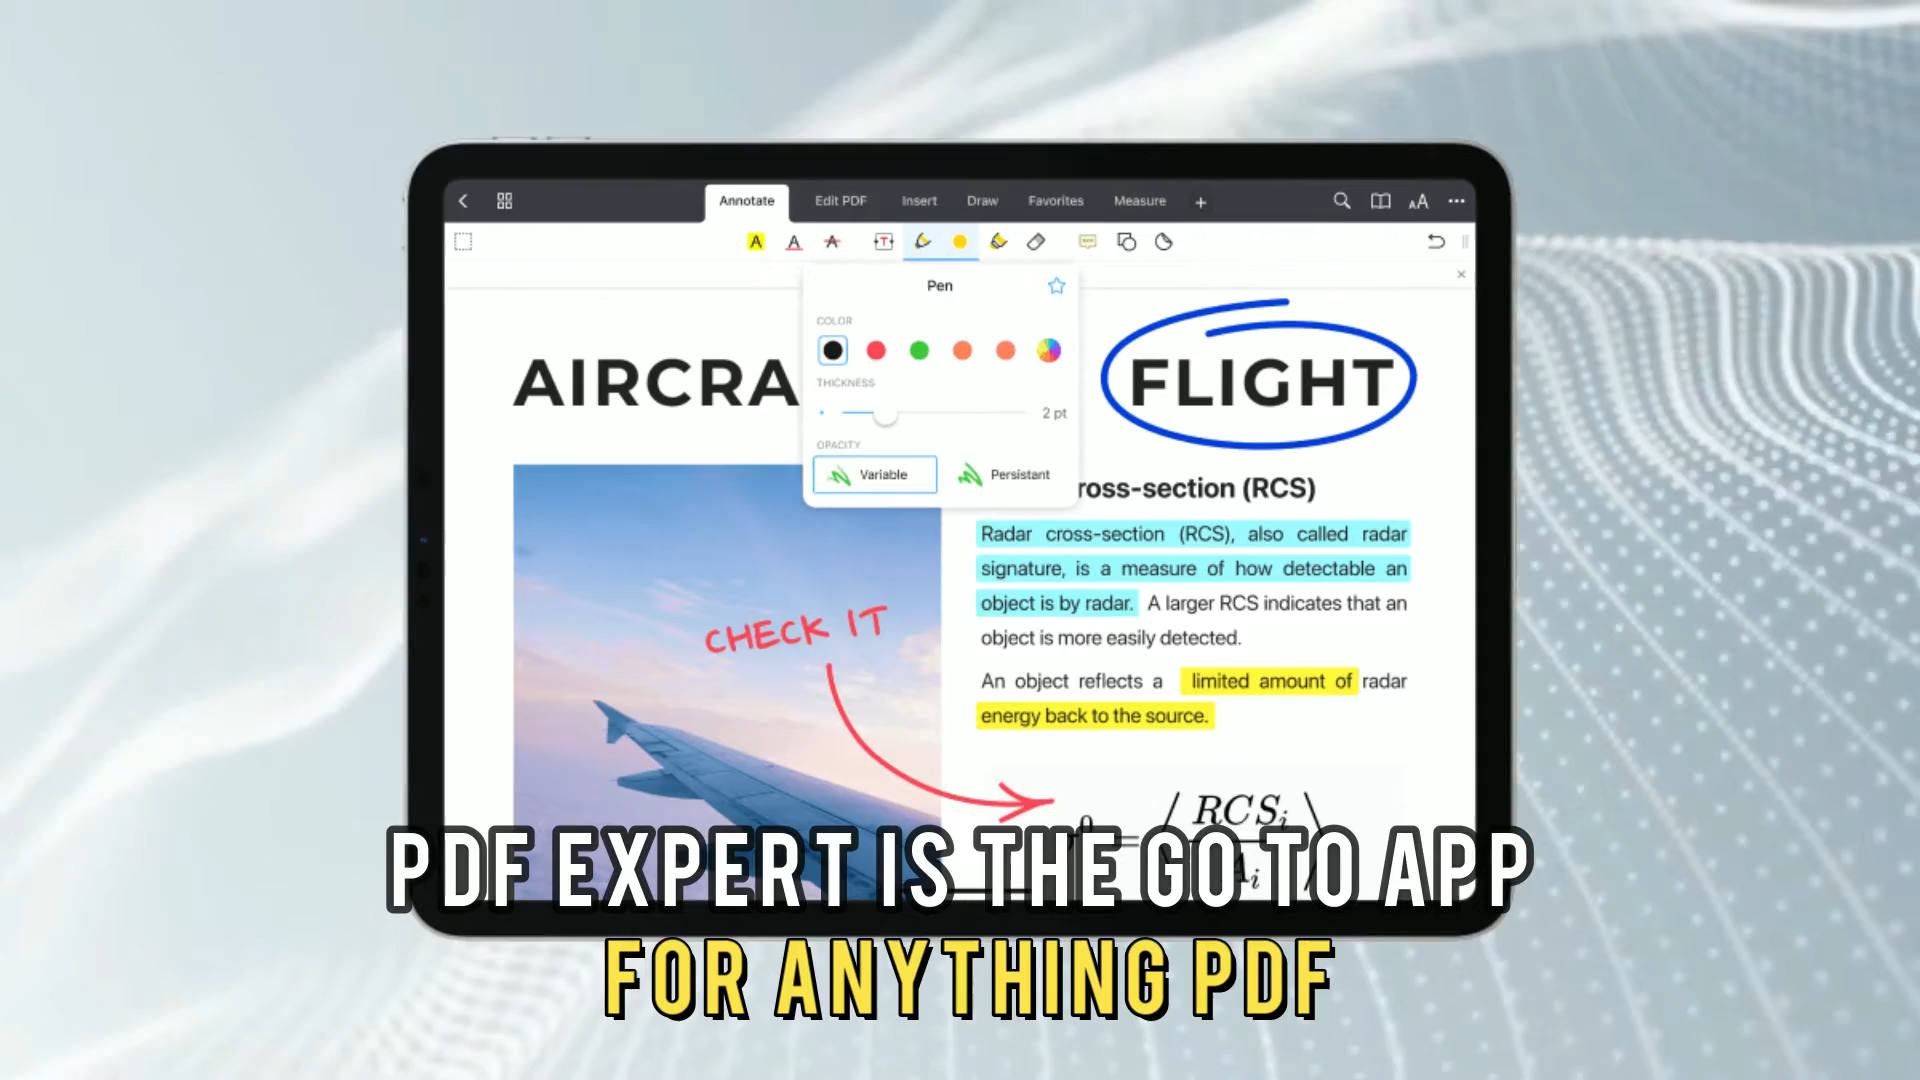 Annotate Edit PDF Insert Draw Favorites Measure +
Pen
COLOR
THICKNESS
2 pt
OPACITY
Variable Persistant
AIRCRA
FLIGHT
ross-section (RCS)
Radar cross-section (RCS), also called radar
signature, is a measure of how detectable an
object is by radar. A larger RCS indicates that an
object is more easily detected.
An object reflects a limited amount of radar
energy back to the source.
CHECK IT
0 = ( RCSi / Ai )
PDF EXPERT IS THE GO TO APP
FOR ANYTHING PDF